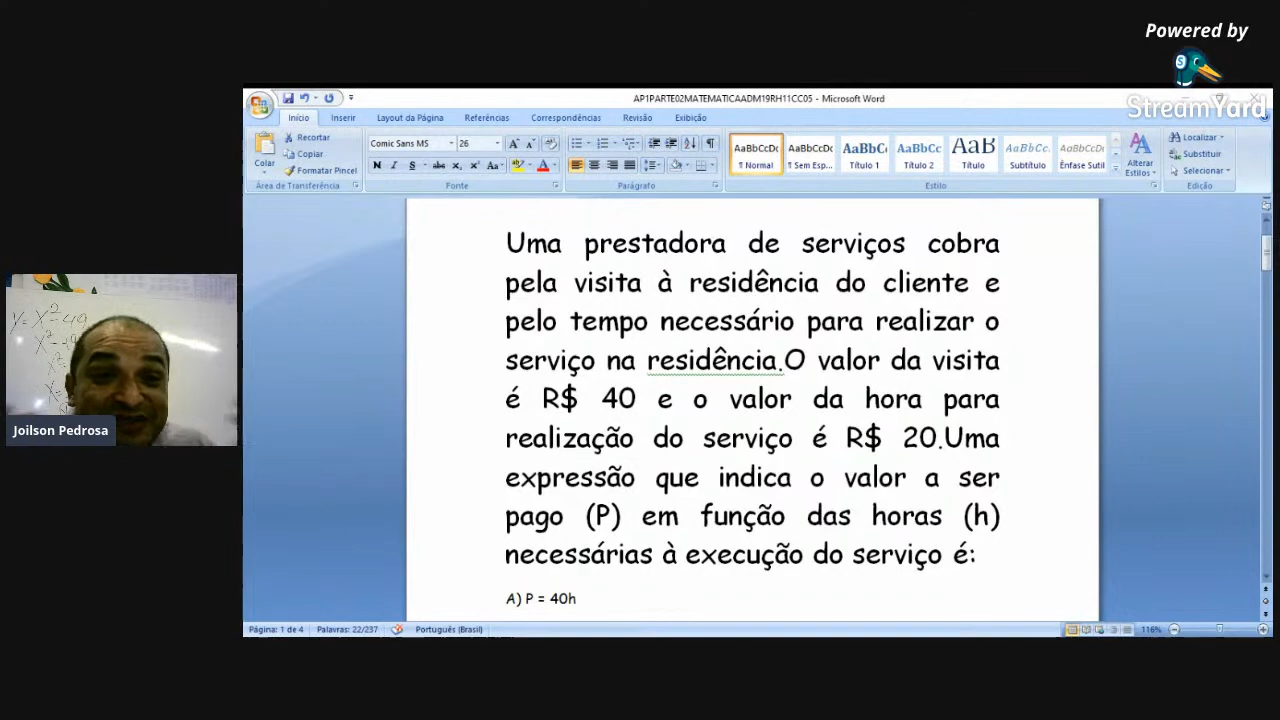 Powered by
StreamYard
AP1PARTE02MATEMATICAADM19RH11CC05 - Microsoft Word
Início Inserir Layout da Página Referências Correspondências Revisão Exibição
Colar
Recortar
Copiar
Formatar Pincel
Área de Transferência
Comic Sans MS 26
Fonte
Parágrafo
AaBbCcDc AaBbCcDc AaBbC AaBbCc AaB AaBbCc. AaBbCcDc
¶ Normal ¶ Sem Esp... Título 1 Título 2 Título Subtítulo Ênfase Sutil
Alterar
Estilos
Estilo
Localizar
Substituir
Selecionar
Edição
Uma prestadora de serviços cobra
pela visita à residência do cliente e
pelo tempo necessário para realizar o
serviço na residência.O valor da visita
é R$ 40 e o valor da hora para
realização do serviço é R$ 20.Uma
expressão que indica o valor a ser
pago (P) em função das horas (h)
necessárias à execução do serviço é:
A) P = 40h
y = x²-49
Joilson Pedrosa
Página: 1 de 4 Palavras: 22/237 Português (Brasil) 116%